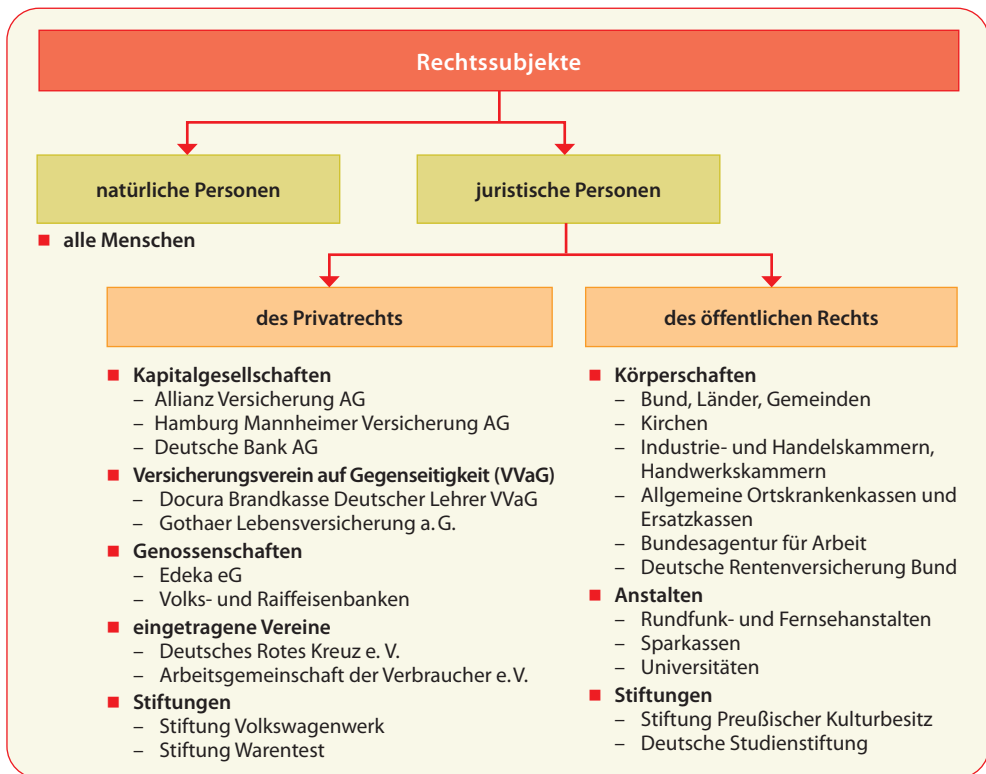 Rechtssubjekte
natürliche Personen
juristische Personen
■ alle Menschen
des Privatrechts
des öffentlichen Rechts
■ Kapitalgesellschaften
– Allianz Versicherung AG
– Hamburg Mannheimer Versicherung AG
– Deutsche Bank AG
■ Versicherungsverein auf Gegenseitigkeit (VVaG)
– Docura Brandkasse Deutscher Lehrer VVaG
– Gothaer Lebensversicherung a. G.
■ Genossenschaften
– Edeka eG
– Volks- und Raiffeisenbanken
■ eingetragene Vereine
– Deutsches Rotes Kreuz e. V.
– Arbeitsgemeinschaft der Verbraucher e. V.
■ Stiftungen
– Stiftung Volkswagenwerk
– Stiftung Warentest
■ Körperschaften
– Bund, Länder, Gemeinden
– Kirchen
– Industrie- und Handelskammern,
Handwerkskammern
– Allgemeine Ortskrankenkassen und
Ersatzkassen
– Bundesagentur für Arbeit
– Deutsche Rentenversicherung Bund
■ Anstalten
– Rundfunk- und Fernsehanstalten
– Sparkassen
– Universitäten
■ Stiftungen
– Stiftung Preußischer Kulturbesitz
– Deutsche Studienstiftung